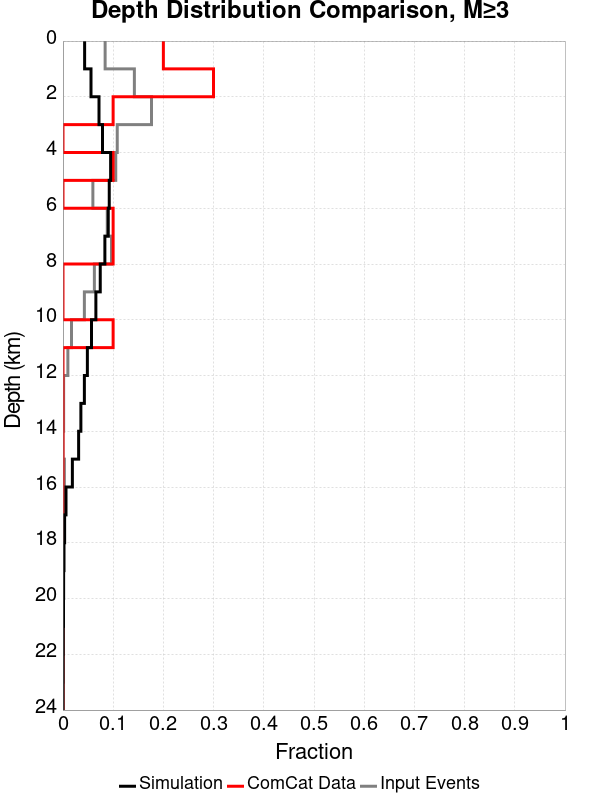 Depth Distribution Comparison, M≥3
0
2
4
6
8
10
12
14
16
18
20
22
24
Depth (km)
0 0.1 0.2 0.3 0.4 0.5 0.6 0.7 0.8 0.9 1
Fraction
Simulation ComCat Data Input Events